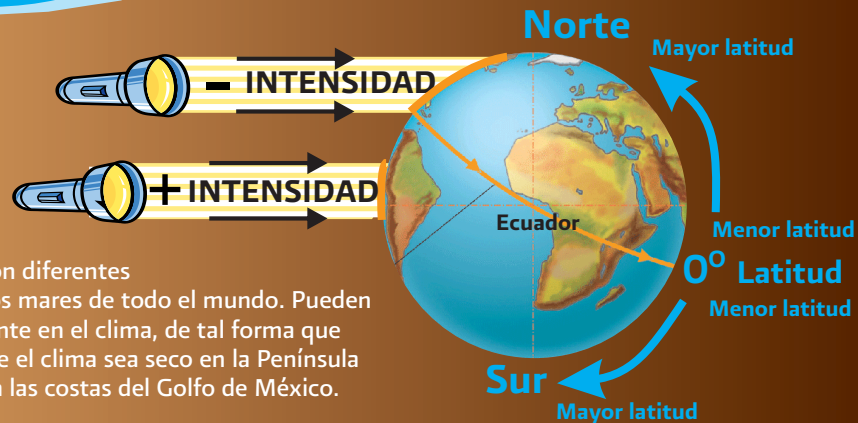 Norte
Mayor latitud
- INTENSIDAD
+ INTENSIDAD
Ecuador
Menor latitud
0° Latitud
Menor latitud
Sur
Mayor latitud
on diferentes
os mares de todo el mundo. Pueden
nte en el clima, de tal forma que
e el clima sea seco en la Península
las costas del Golfo de México.